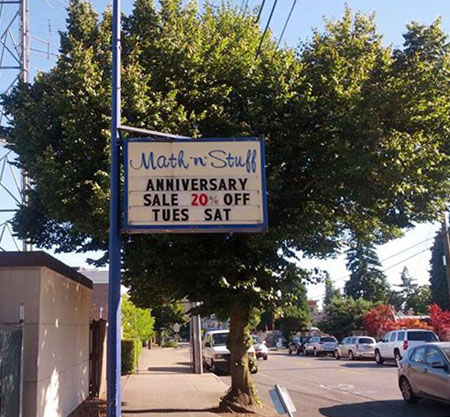 Math 'n' Stuff
ANNIVERSARY
SALE 20% OFF
TUES SAT